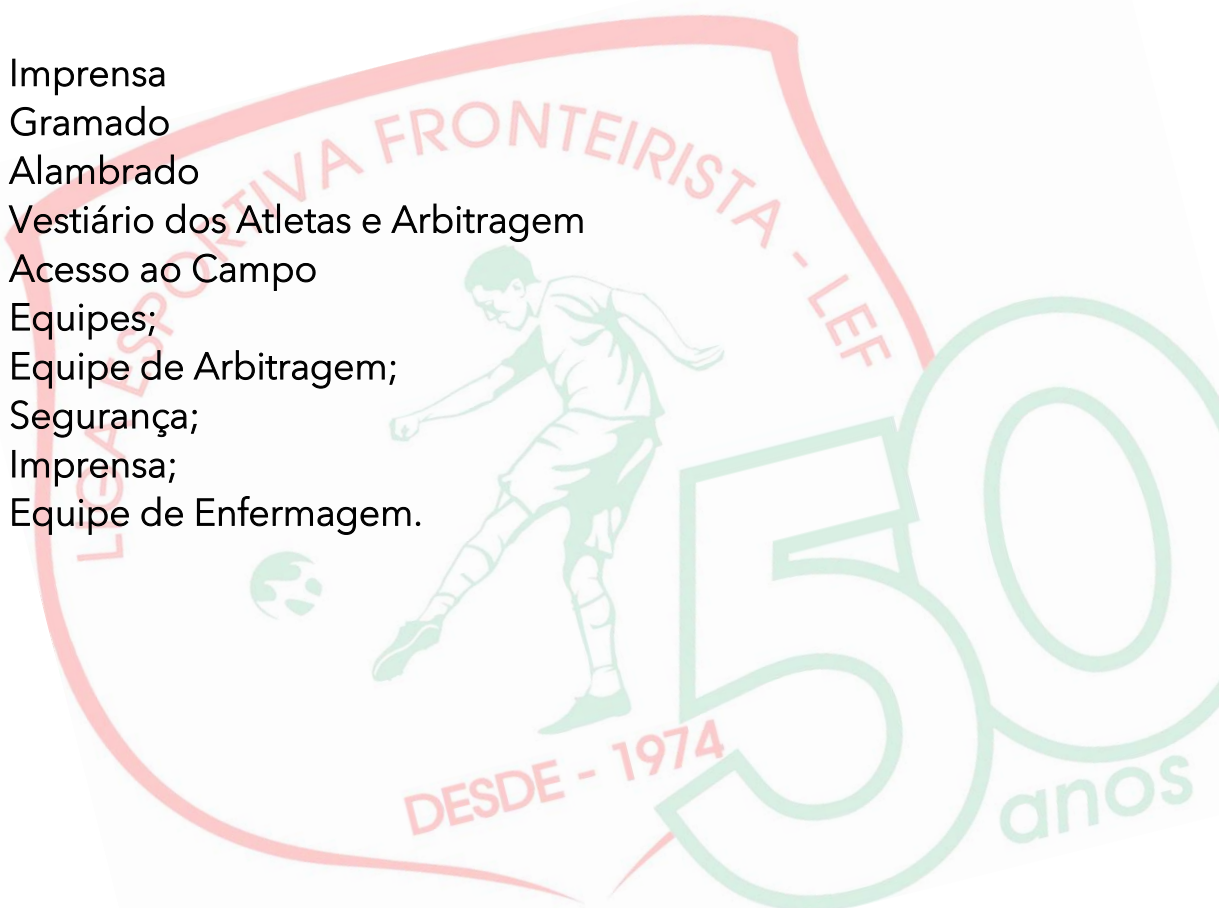 Imprensa
Gramado
Alambrado
Vestiário dos Atletas e Arbitragem
Acesso ao Campo
Equipes;
Equipe de Arbitragem;
Segurança;
Imprensa;
Equipe de Enfermagem.
LIGA ESPORTIVA FRONTEIRISTA - LEF
DESDE - 1974
50
anos